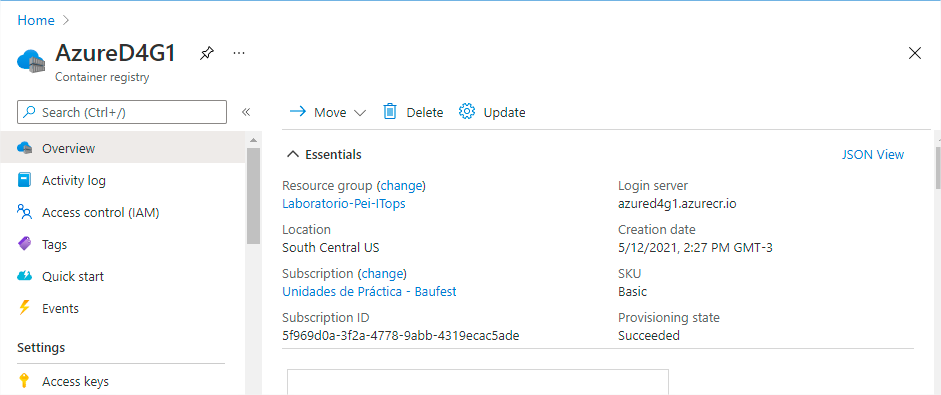 Home
AzureD4G1
Container registry
Search (Ctrl+/)
Move
Delete
Update
Overview
Activity log
Access control (IAM)
Tags
Quick start
Events
Settings
Access keys
Essentials
JSON View
Resource group (change)
Laboratorio-Pei-ITops
Location
South Central US
Subscription (change)
Unidades de Práctica - Baufest
Subscription ID
5f969d0a-3f2a-4778-9abb-4319ecac5ade
Login server
azured4g1.azurecr.io
Creation date
5/12/2021, 2:27 PM GMT-3
SKU
Basic
Provisioning state
Succeeded